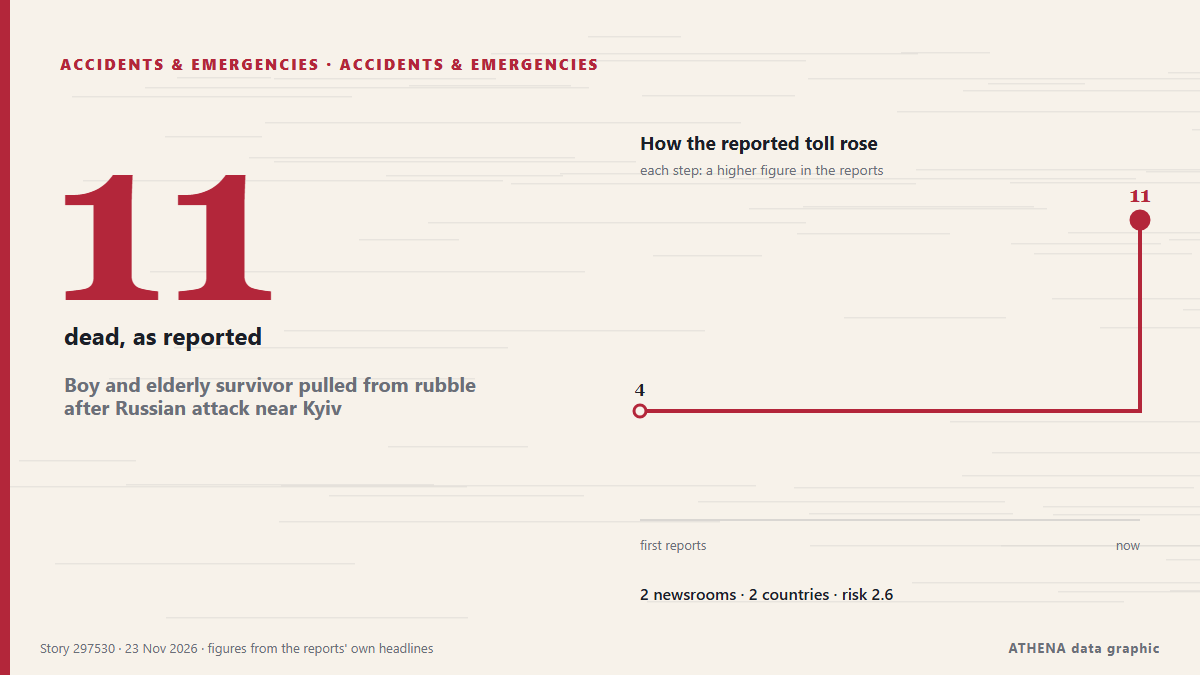 ACCIDENTS & EMERGENCIES · ACCIDENTS & EMERGENCIES
11
dead, as reported
Boy and elderly survivor pulled from rubble
after Russian attack near Kyiv
How the reported toll rose
each step: a higher figure in the reports
11
4
first reports
now
2 newsrooms · 2 countries · risk 2.6
Story 297530 · 23 Nov 2026 · figures from the reports' own headlines
ATHENA data graphic